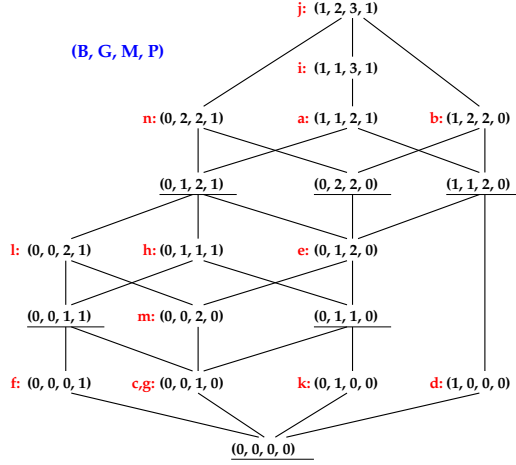 j: (1, 2, 3, 1)
(B, G, M, P)
i: (1, 1, 3, 1)
n: (0, 2, 2, 1) a: (1, 1, 2, 1) b: (1, 2, 2, 0)
(0, 1, 2, 1) (0, 2, 2, 0) (1, 1, 2, 0)
l: (0, 0, 2, 1) h: (0, 1, 1, 1) e: (0, 1, 2, 0)
(0, 0, 1, 1) m: (0, 0, 2, 0) (0, 1, 1, 0)
f: (0, 0, 0, 1) c,g: (0, 0, 1, 0) k: (0, 1, 0, 0) d: (1, 0, 0, 0)
(0, 0, 0, 0)